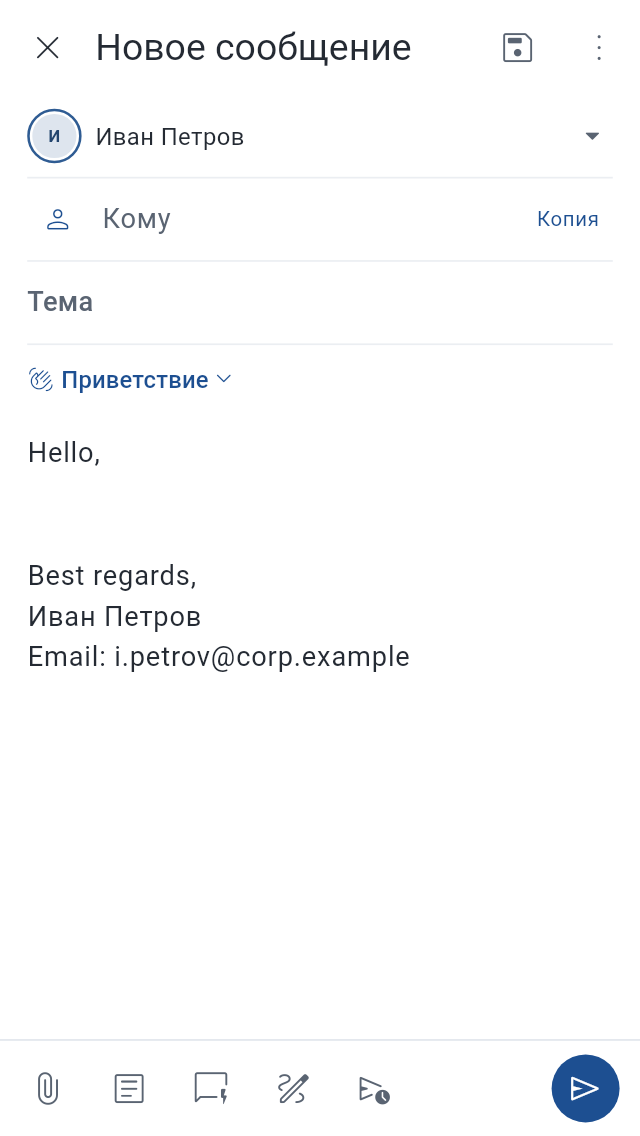 Новое сообщение
И
Иван Петров
Кому
Копия
Тема
Приветствие
Hello,
Best regards,
Иван Петров
Email: i.petrov@corp.example